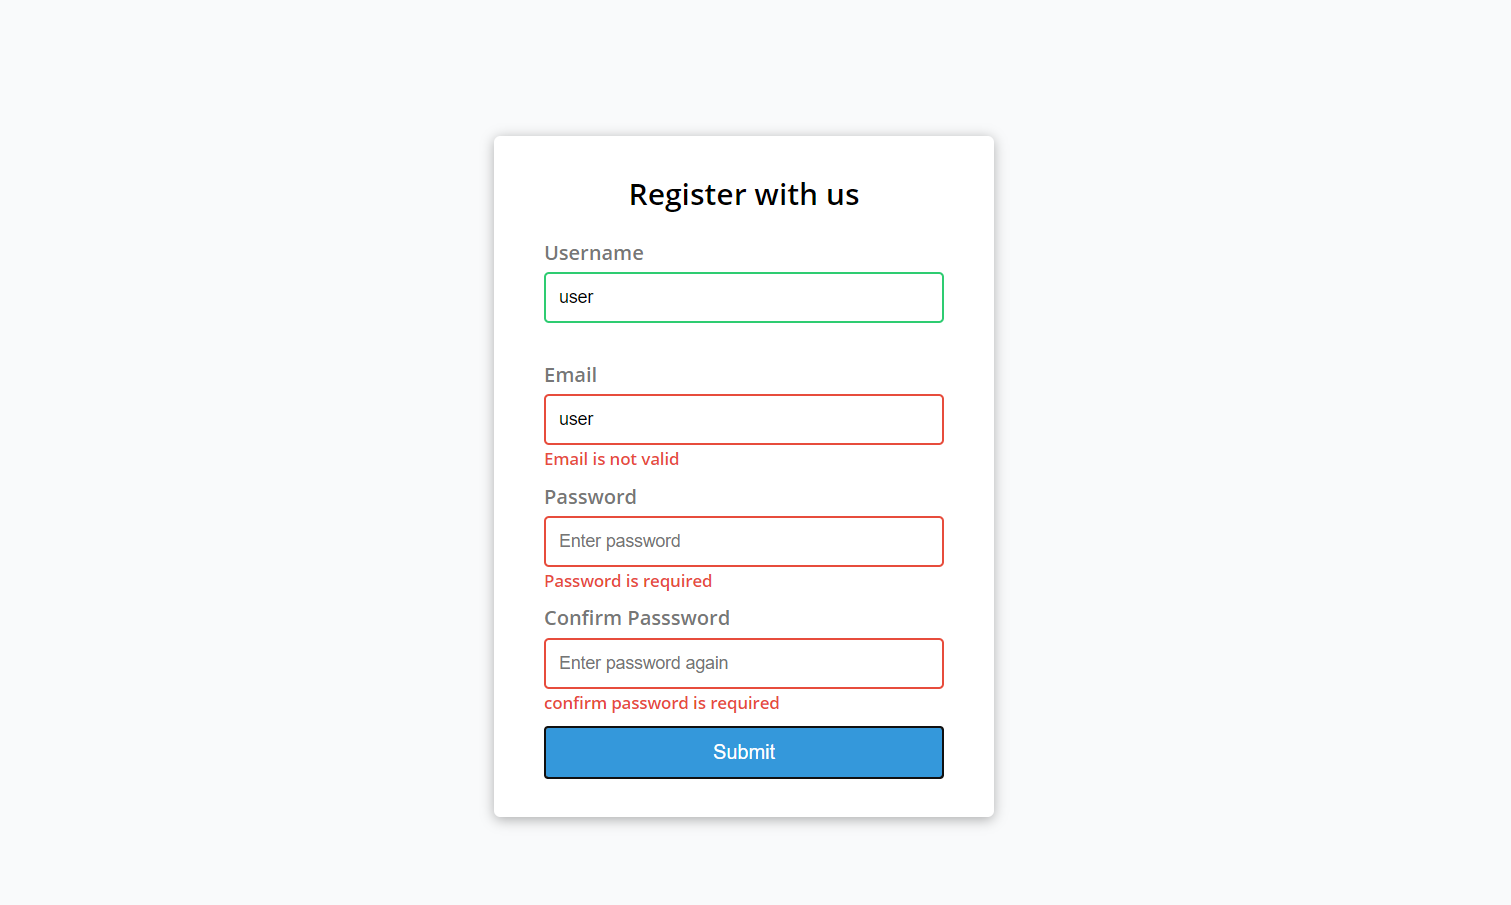 Register with us
Username
user
Email
user
Email is not valid
Password
Enter password
Password is required
Confirm Passsword
Enter password again
confirm password is required
Submit